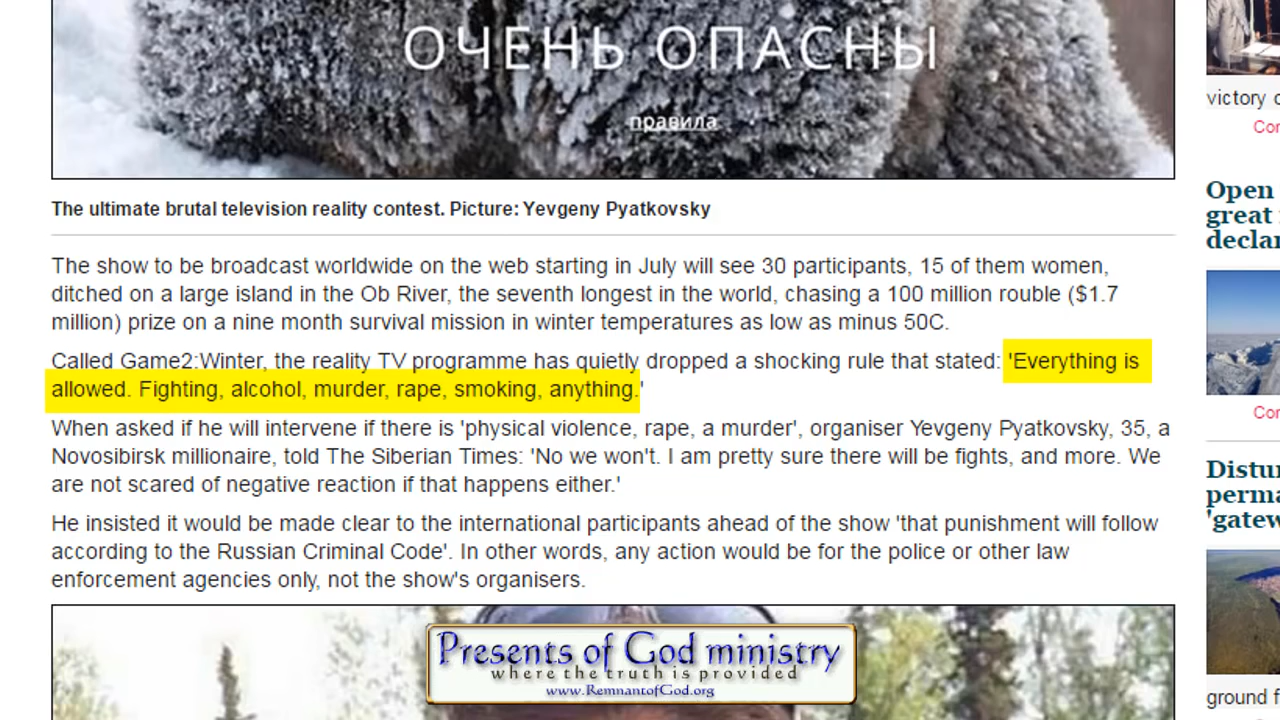 ОЧЕНЬ ОПАСНЫ
правила
The ultimate brutal television reality contest. Picture: Yevgeny Pyatkovsky
The show to be broadcast worldwide on the web starting in July will see 30 participants, 15 of them women,
ditched on a large island in the Ob River, the seventh longest in the world, chasing a 100 million rouble ($1.7
million) prize on a nine month survival mission in winter temperatures as low as minus 50C.
Called Game2:Winter, the reality TV programme has quietly dropped a shocking rule that stated: 'Everything is
allowed. Fighting, alcohol, murder, rape, smoking, anything.'
When asked if he will intervene if there is 'physical violence, rape, a murder', organiser Yevgeny Pyatkovsky, 35, a
Novosibirsk millionaire, told The Siberian Times: 'No we won't. I am pretty sure there will be fights, and more. We
are not scared of negative reaction if that happens either.'
He insisted it would be made clear to the international participants ahead of the show 'that punishment will follow
according to the Russian Criminal Code'. In other words, any action would be for the police or other law
enforcement agencies only, not the show's organisers.
Presents of God ministry
where the truth is provided
www.RemnantofGod.org
victory
Open
great
ground